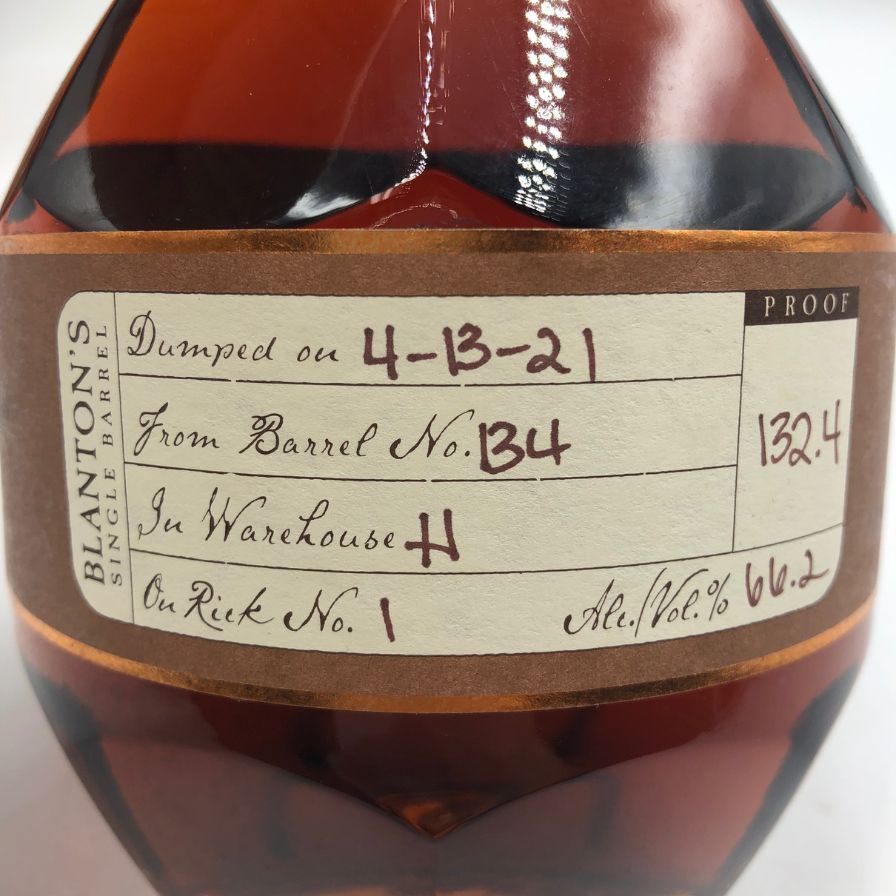 BLANTON'S
SINGLE BARREL
Dumped on 4-13-21
PROOF
From Barrel No. 134
132.4
In Warehouse H
On Rick No. 1
Alc./Vol.% 66.2